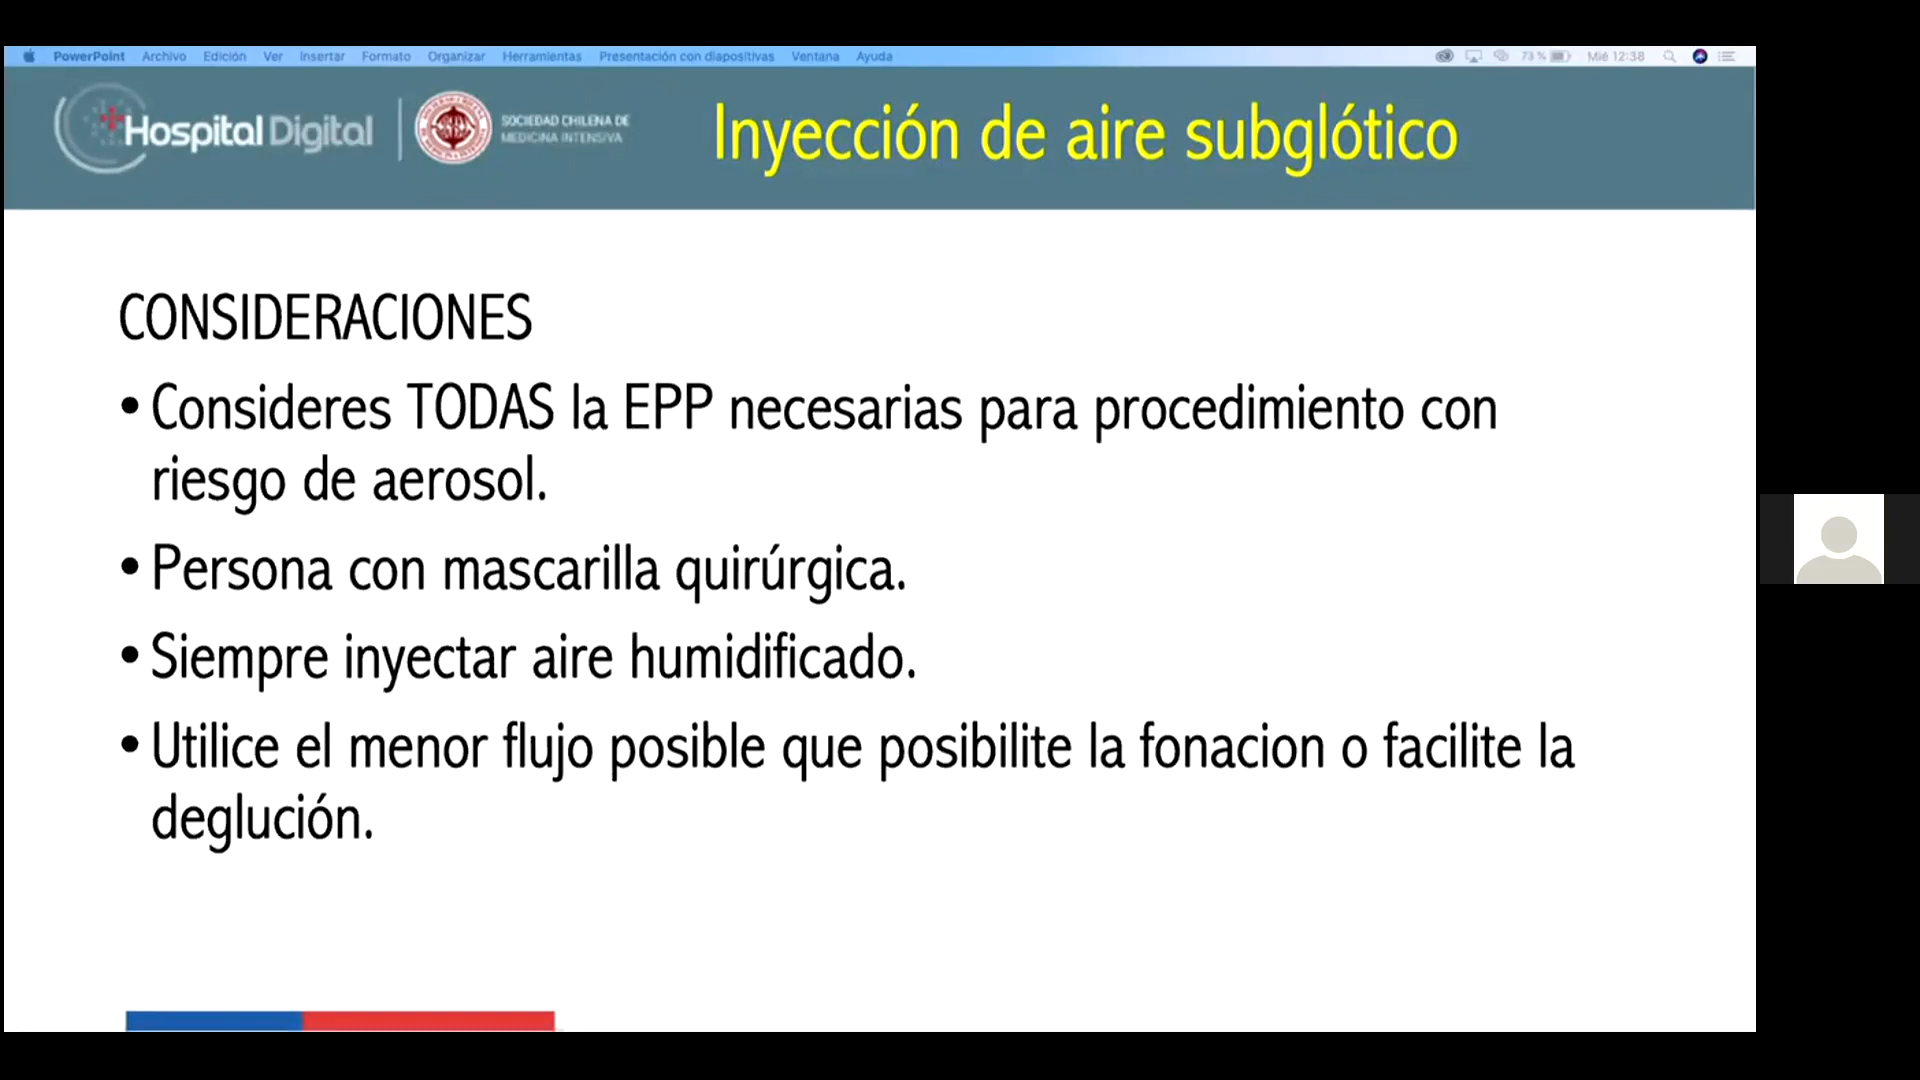 PowerPoint Archivo Edición Ver Insertar Formato Organizar Herramientas Presentación con diapositivas Ventana Ayuda 73 % Mié 12:38
Hospital Digital
SOCIEDAD CHILENA DE
MEDICINA INTENSIVA
Inyección de aire subglótico
CONSIDERACIONES
• Consideres TODAS la EPP necesarias para procedimiento con
riesgo de aerosol.
• Persona con mascarilla quirúrgica.
• Siempre inyectar aire humidificado.
• Utilice el menor flujo posible que posibilite la fonacion o facilite la
deglución.